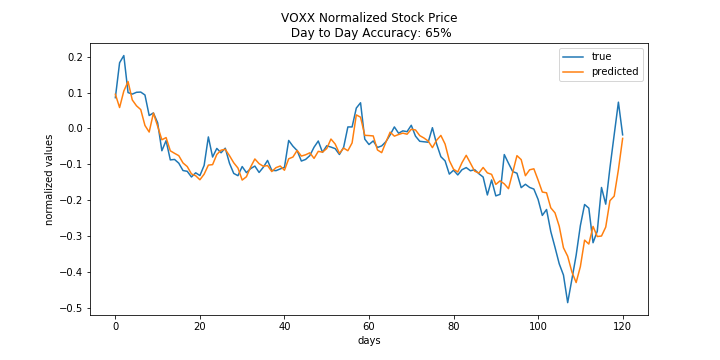 VOXX Normalized Stock Price
Day to Day Accuracy: 65%
true
predicted
normalized values
0.2
0.1
0.0
−0.1
−0.2
−0.3
−0.4
−0.5
0 20 40 60 80 100 120
days